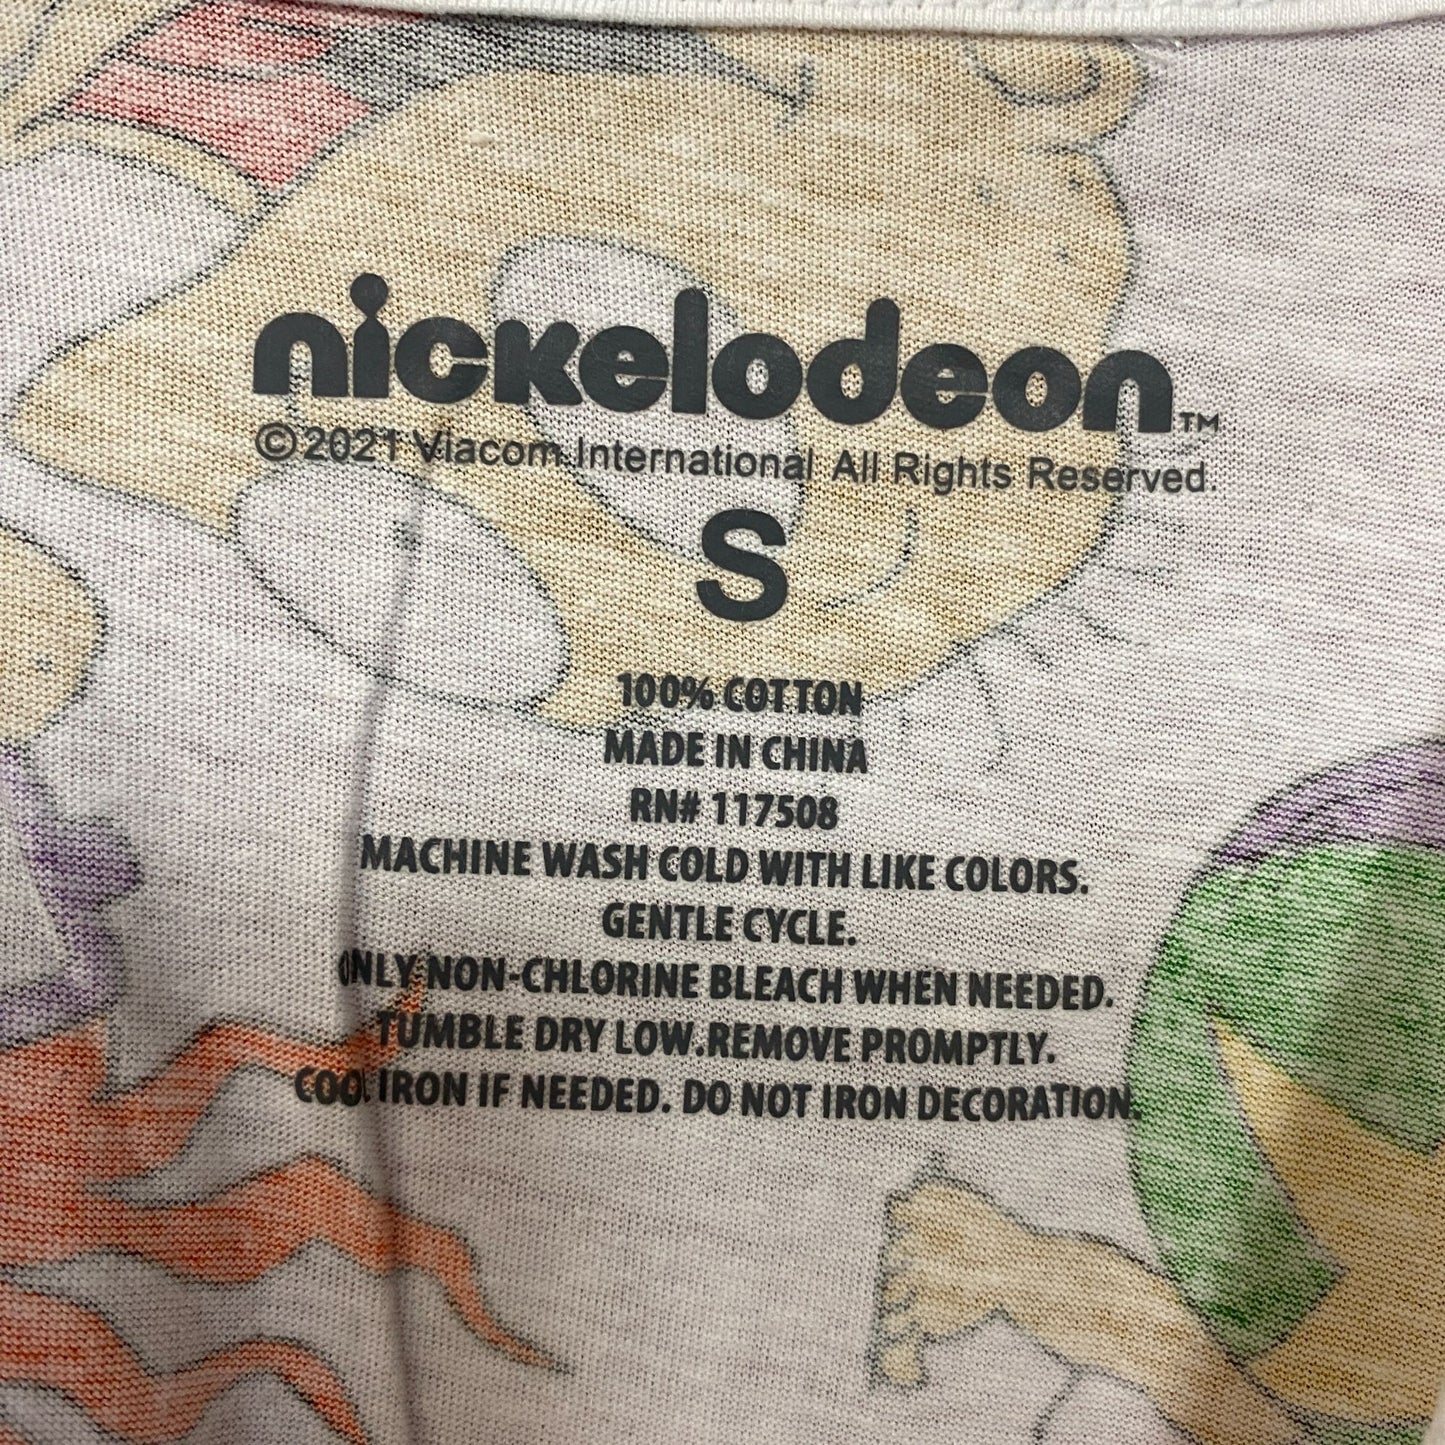 nickelodeon™
©2021 Viacom International All Rights Reserved.
S
100% COTTON
MADE IN CHINA
RN# 117508
MACHINE WASH COLD WITH LIKE COLORS.
GENTLE CYCLE.
ONLY NON-CHLORINE BLEACH WHEN NEEDED.
TUMBLE DRY LOW.REMOVE PROMPTLY.
COOL IRON IF NEEDED. DO NOT IRON DECORATION.